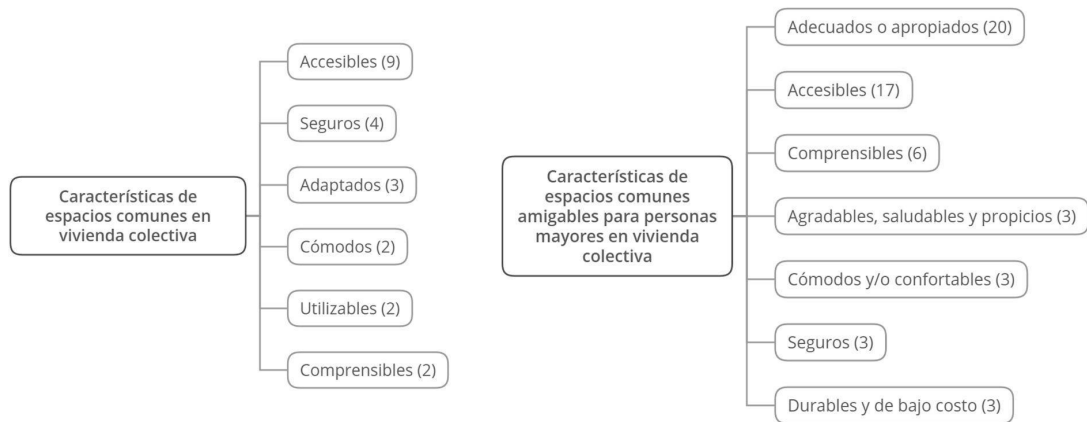 Características de
espacios comunes en
vivienda colectiva
Accesibles (9)
Seguros (4)
Adaptados (3)
Cómodos (2)
Utilizables (2)
Comprensibles (2)
Características de
espacios comunes
amigables para personas
mayores en vivienda
colectiva
Adecuados o apropiados (20)
Accesibles (17)
Comprensibles (6)
Agradables, saludables y propicios (3)
Cómodos y/o confortables (3)
Seguros (3)
Durables y de bajo costo (3)